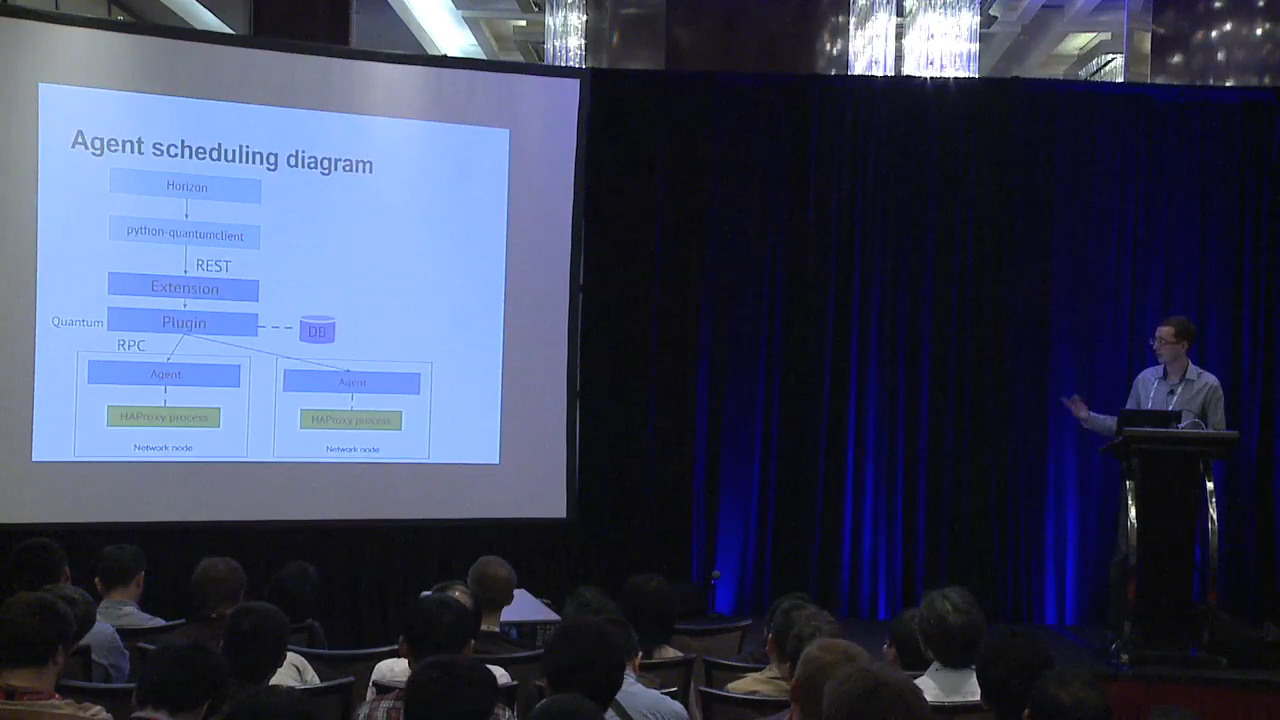 Agent scheduling diagram
Horizon
python-quantumclient
REST
Extension
Quantum
Plugin
DB
RPC
Agent
Agent
HAProxy process
HAProxy process
Network node
Network node